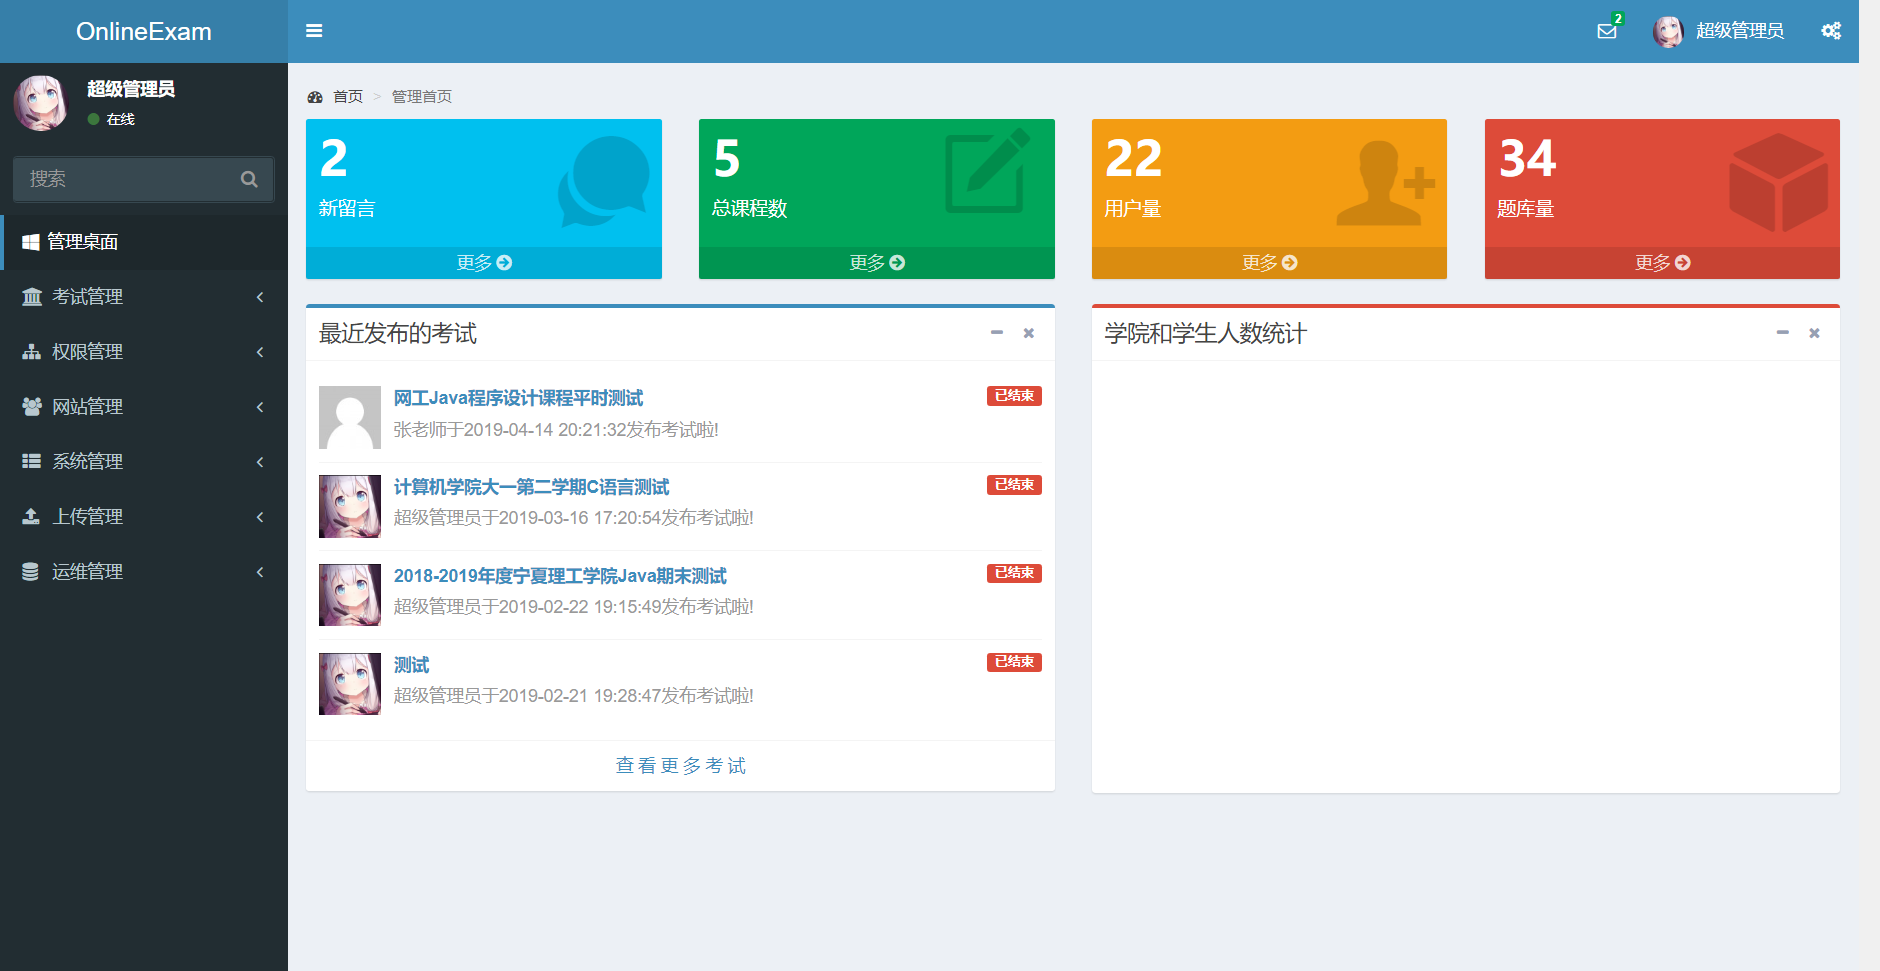 OnlineExam
2
超级管理员
超级管理员
在线
搜索
管理桌面
考试管理
权限管理
网站管理
系统管理
上传管理
运维管理
首页 > 管理首页
2
新留言
更多
5
总课程数
更多
22
用户量
更多
34
题库量
更多
最近发布的考试
网工Java程序设计课程平时测试
已结束
张老师于2019-04-14 20:21:32发布考试啦!
计算机学院大一第二学期C语言测试
已结束
超级管理员于2019-03-16 17:20:54发布考试啦!
2018-2019年度宁夏理工学院Java期末测试
已结束
超级管理员于2019-02-22 19:15:49发布考试啦!
测试
已结束
超级管理员于2019-02-21 19:28:47发布考试啦!
查看更多考试
学院和学生人数统计